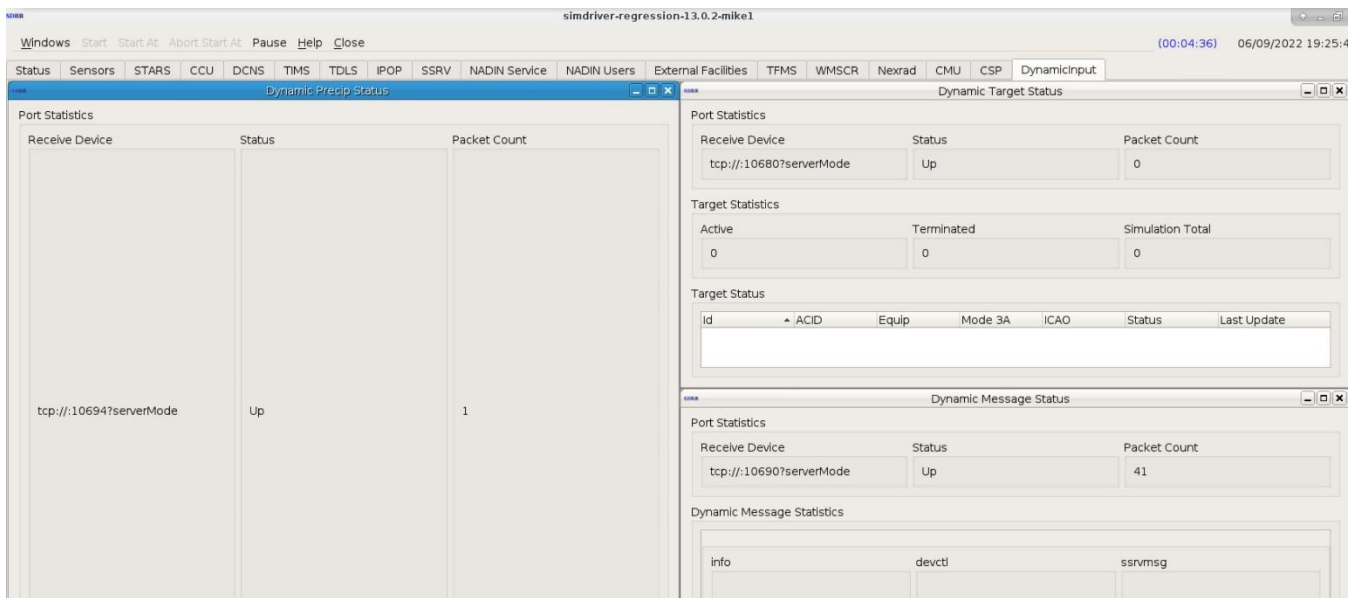 SDRR
simdriver-regression-13.0.2-mike1
Windows Start Start At Abort Start At Pause Help Close
(00:04:36) 06/09/2022 19:25:4
Status Sensors STARS CCU DCNS TIMS TDLS IPOP SSRV NADIN Service NADIN Users External Facilities TFMS WMSCR Nexrad CMU CSP DynamicInput
Dynamic Precip Status
Port Statistics
Receive Device Status Packet Count
tcp://:10694?serverMode Up 1
Dynamic Target Status
Port Statistics
Receive Device Status Packet Count
tcp://:10680?serverMode Up 0
Target Statistics
Active Terminated Simulation Total
0 0 0
Target Status
Id ACID Equip Mode 3A ICAO Status Last Update
Dynamic Message Status
Port Statistics
Receive Device Status Packet Count
tcp://:10690?serverMode Up 41
Dynamic Message Statistics
info devctl ssrvmsg